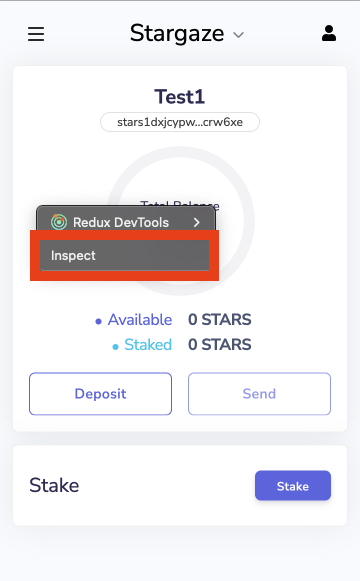 Stargaze
Test1
stars1dxjcypw...crw6xe
Total Balance
Redux DevTools
Inspect
Available 0 STARS
Staked 0 STARS
Deposit Send
Stake Stake